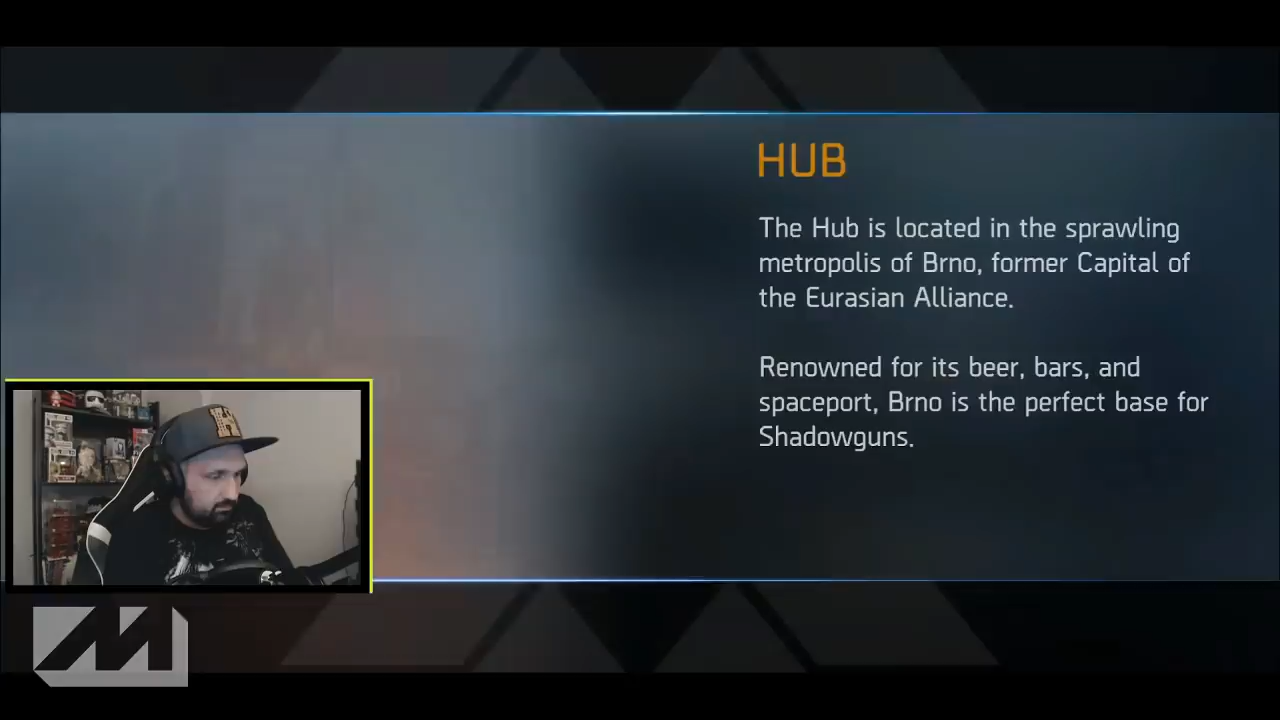 HUB
The Hub is located in the sprawling
metropolis of Brno, former Capital of
the Eurasian Alliance.
Renowned for its beer, bars, and
spaceport, Brno is the perfect base for
Shadowguns.